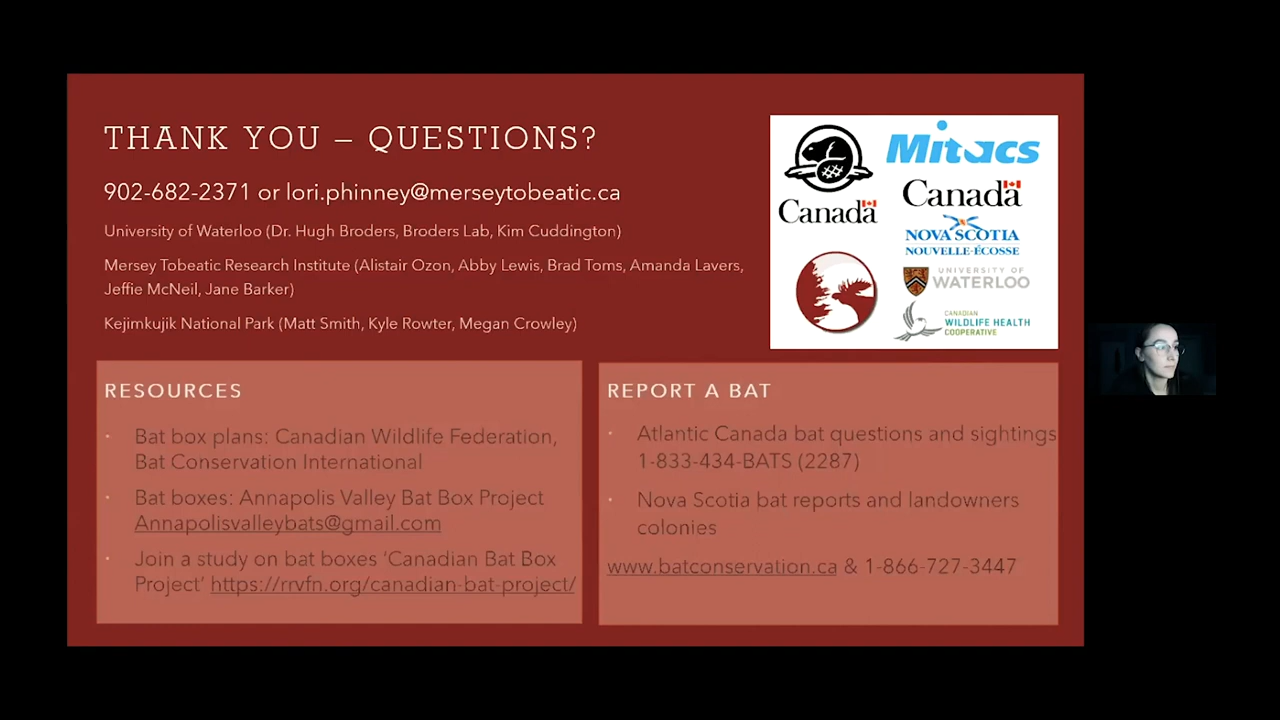 THANK YOU – QUESTIONS?
902-682-2371 or lori.phinney@merseytobeatic.ca
University of Waterloo (Dr. Hugh Broders, Broders Lab, Kim Cuddington)
Mersey Tobeatic Research Institute (Alistair Ozon, Abby Lewis, Brad Toms, Amanda Lavers,
Jeffie McNeil, Jane Barker)
Kejimkujik National Park (Matt Smith, Kyle Rowter, Megan Crowley)
Mitacs
Canada
Canada
NOVA SCOTIA
NOUVELLE-ÉCOSSE
UNIVERSITY OF
WATERLOO
CANADIAN
WILDLIFE HEALTH
COOPERATIVE
RESOURCES
• Bat box plans: Canadian Wildlife Federation,
Bat Conservation International
• Bat boxes: Annapolis Valley Bat Box Project
Annapolisvalleybats@gmail.com
• Join a study on bat boxes ‘Canadian Bat Box
Project’ https://rrvfn.org/canadian-bat-project/
REPORT A BAT
• Atlantic Canada bat questions and sightings
1-833-434-BATS (2287)
• Nova Scotia bat reports and landowners
colonies
www.batconservation.ca & 1-866-727-3447